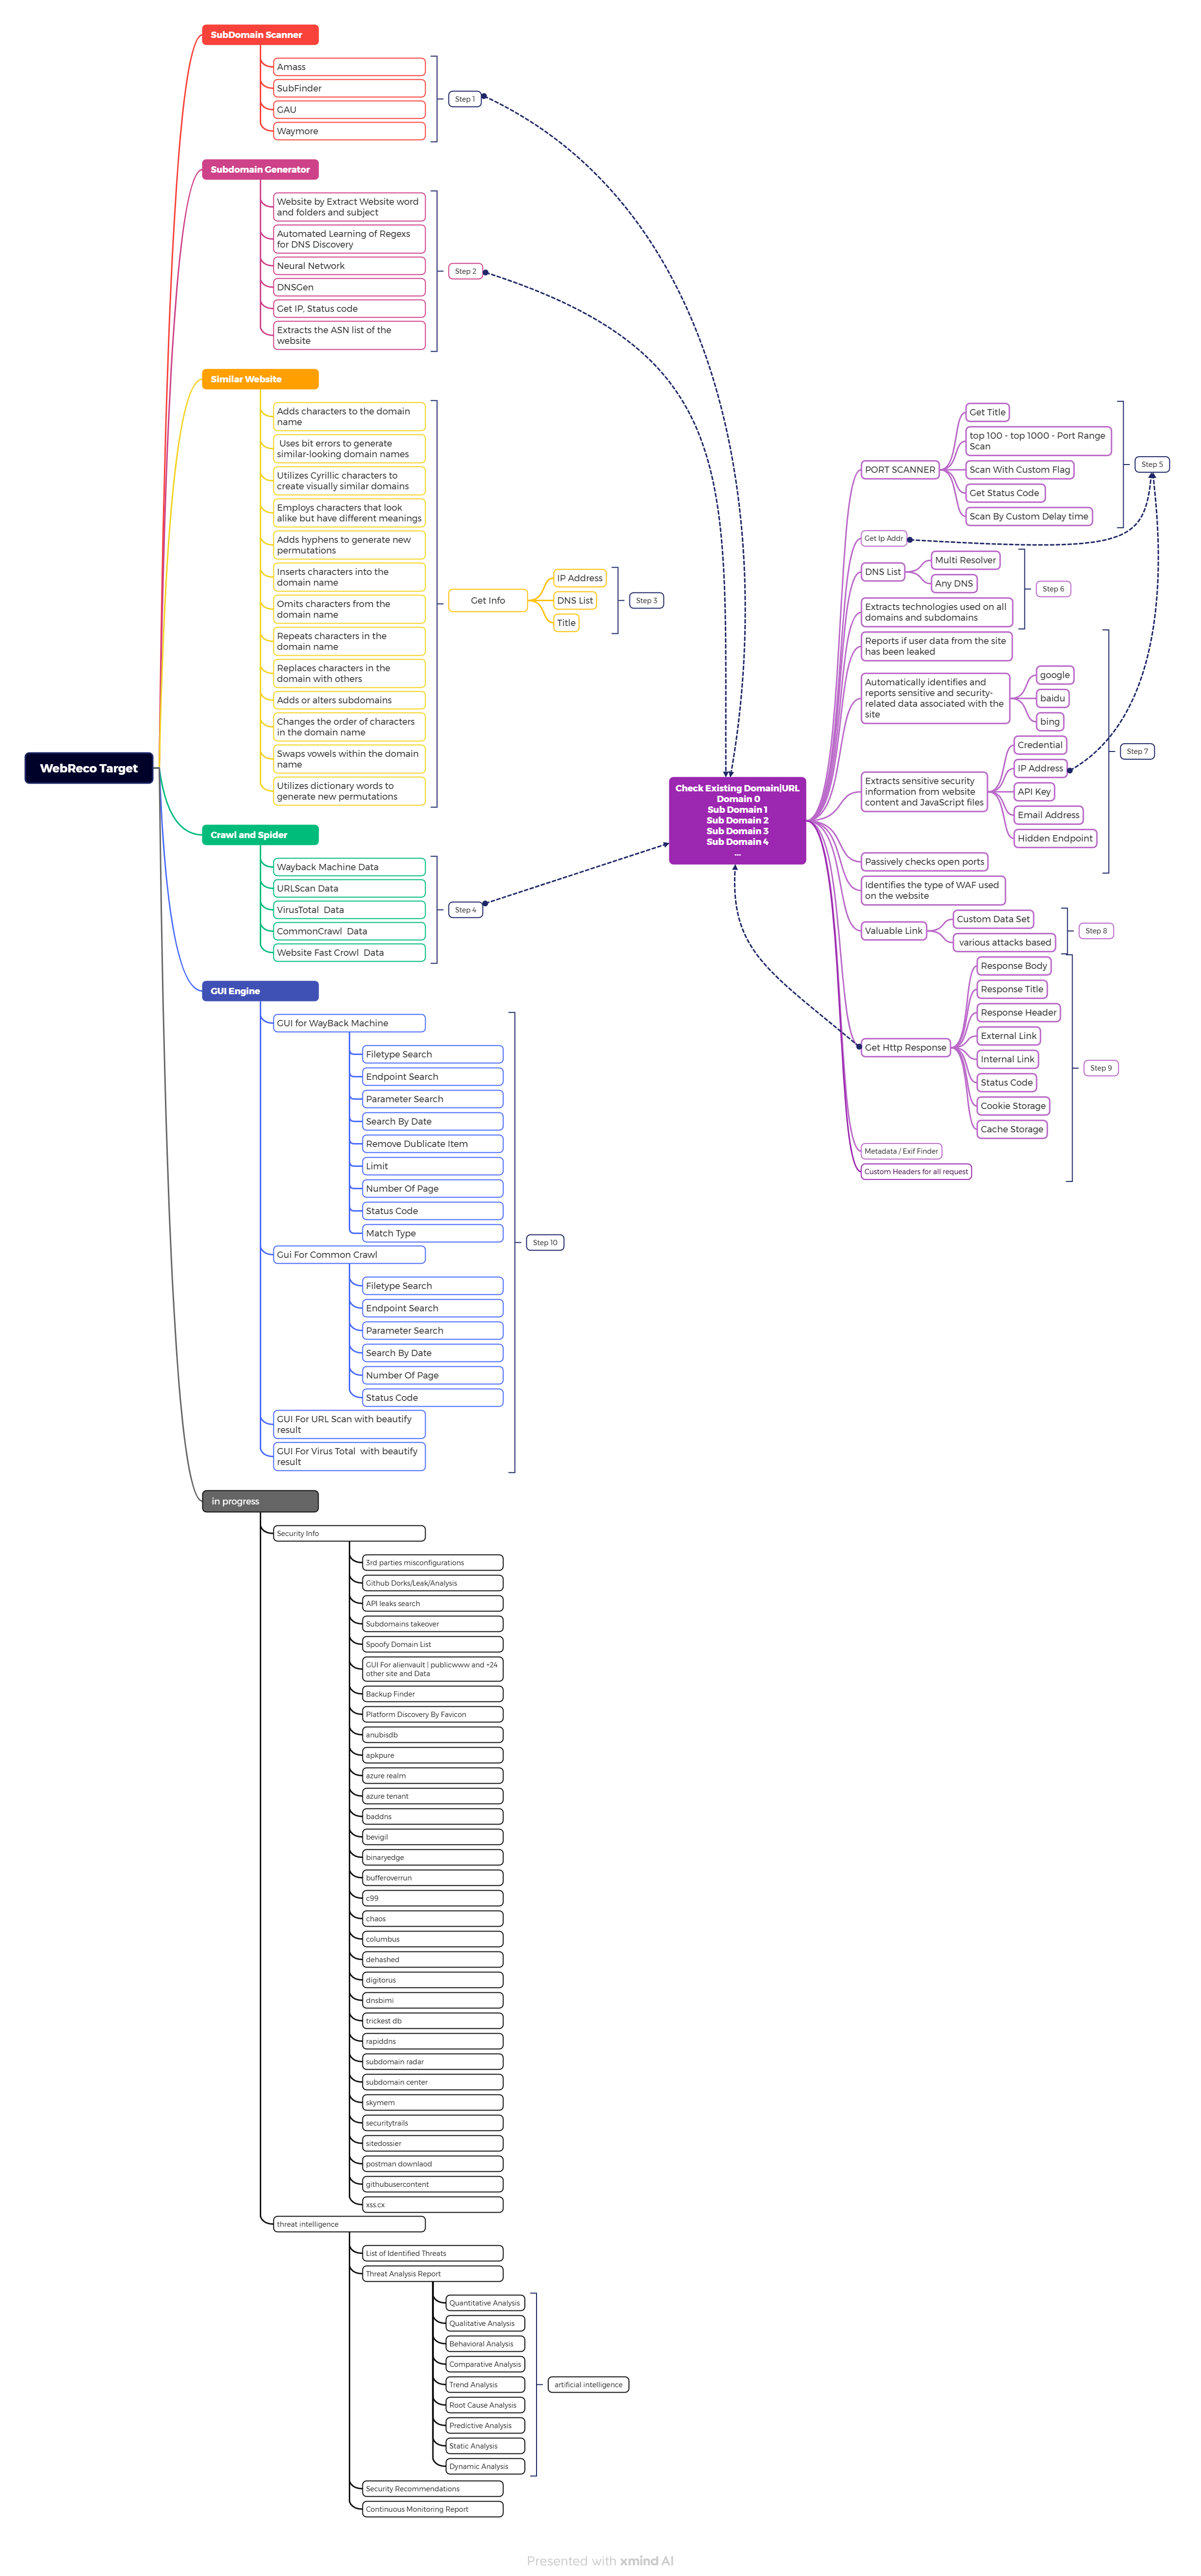 WebReco Target
SubDomain Scanner
Amass
SubFinder
GAU
Waymore
Step 1
Subdomain Generator
Website by Extract Website word
and folders and subject
Automated Learning of Regexs
for DNS Discovery
Neural Network
DNSGen
Get IP, Status code
Extracts the ASN list of the
website
Step 2
Similar Website
Adds characters to the domain
name
Uses bit errors to generate
similar-looking domain names
Utilizes Cyrillic characters to
create visually similar domains
Employs characters that look
alike but have different meanings
Adds hyphens to generate new
permutations
Inserts characters into the
domain name
Omits characters from the
domain name
Repeats characters in the
domain name
Replaces characters in the
domain with others
Adds or alters subdomains
Changes the order of characters
in the domain name
Swaps vowels within the domain
name
Utilizes dictionary words to
generate new permutations
Get Info
IP Address
DNS List
Title
Step 3
Crawl and Spider
Wayback Machine Data
URLScan Data
VirusTotal Data
CommonCrawl Data
Website Fast Crowl Data
Step 4
Check Existing Domain|URL
Domain 0
Sub Domain 1
Sub Domain 2
Sub Domain 3
Sub Domain 4
...
PORT SCANNER
Get Title
top 100 - top 1000 - Port Range
Scan
Scan With Custom Flag
Get Status Code
Scan By Custom Delay time
Step 5
Get Ip Addr
DNS List
Multi Resolver
Any DNS
Extracts technologies used on all
domains and subdomains
Step 6
Reports if user data from the site
has been leaked
Automatically identifies and
reports sensitive and security-
related data associated with the
site
google
baidu
bing
Extracts sensitive security
information from website
content and JavaScript files
Credential
IP Address
API Key
Email Address
Hidden Endpoint
Step 7
Passively checks open ports
Identifies the type of WAF used
on the website
Valuable Link
Custom Data Set
various attacks based
Step 8
Get Http Response
Response Body
Response Title
Response Header
External Link
Internal Link
Status Code
Cookie Storage
Cache Storage
Step 9
Metadata / Exif Finder
Custom Headers for all request
GUI Engine
GUI for WayBack Machine
Filetype Search
Endpoint Search
Parameter Search
Search By Date
Remove Dublicate Item
Limit
Number Of Page
Status Code
Match Type
Gui For Common Crawl
Filetype Search
Endpoint Search
Parameter Search
Search By Date
Number Of Page
Status Code
GUI For URL Scan with beautify
result
GUI For Virus Total with beautify
result
Step 10
in progress
Security Info
3rd parties misconfigurations
Github Dorks/Leak/Analysis
API leaks search
Subdomains takeover
Spoofy Domain List
GUI For alienvault | publicwww and +24
other site and Data
Backup Finder
Platform Discovery By Favicon
anubisdb
apkpure
azure realm
azure tenant
baddns
bevigil
binaryedge
bufferoverrun
c99
chaos
columbus
dehashed
digitorus
dnsbimi
trickest db
rapiddns
subdomain radar
subdomain center
skymem
securitytrails
sitedossier
postman downlaod
githubusercontent
xss.cx
threat intelligence
List of Identified Threats
Threat Analysis Report
Quantitative Analysis
Qualitative Analysis
Behavioral Analysis
Comparative Analysis
Trend Analysis
Root Cause Analysis
Predictive Analysis
Static Analysis
Dynamic Analysis
artificial intelligence
Security Recommendations
Continuous Monitoring Report
Presented with xmind AI